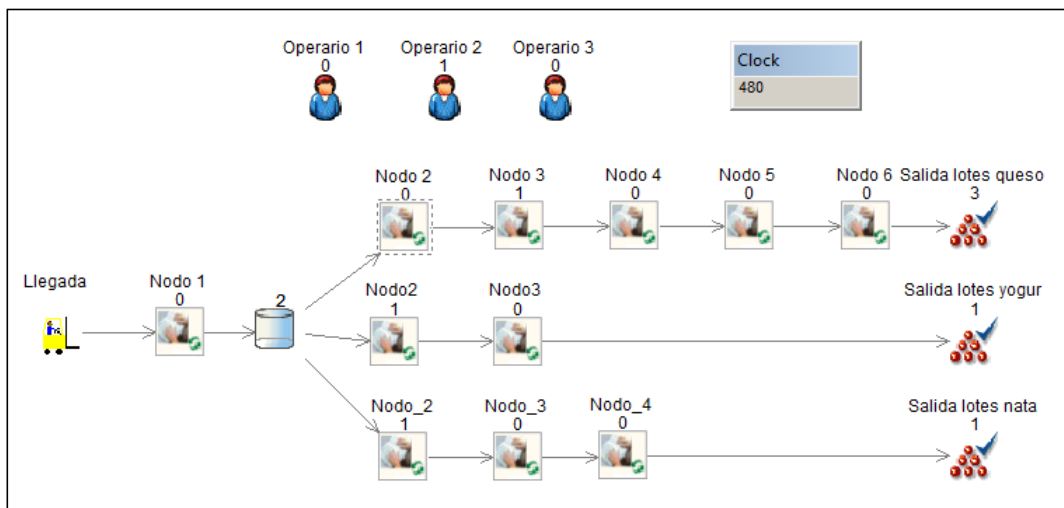 Operario 1
0
Operario 2
1
Operario 3
0
Clock
480
Nodo 2
0
Nodo 3
1
Nodo 4
0
Nodo 5
0
Nodo 6
0
Salida lotes queso
3
Llegada
Nodo 1
0
2
Nodo2
1
Nodo3
0
Salida lotes yogur
1
Nodo_2
1
Nodo_3
0
Nodo_4
0
Salida lotes nata
1